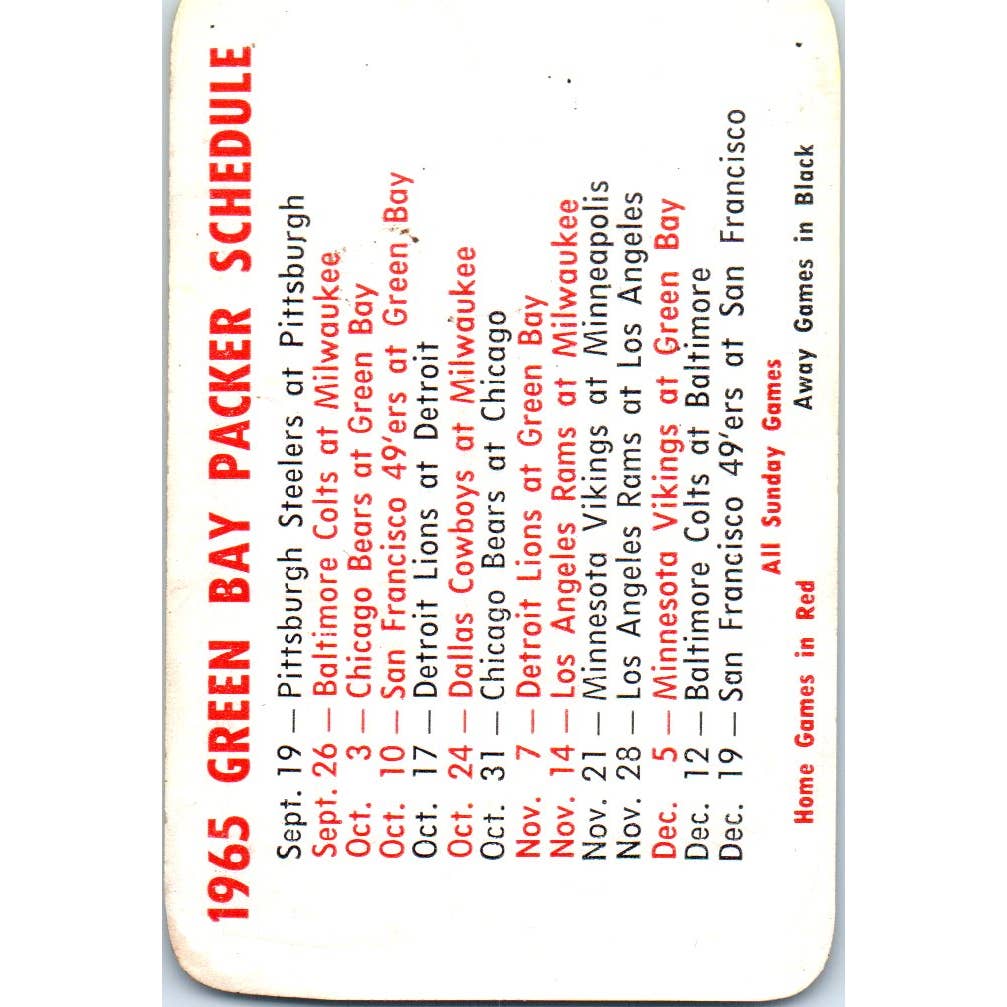 1965 GREEN BAY PACKER SCHEDULE
Sept. 19 — Pittsburgh Steelers at Pittsburgh
Sept. 26 — Baltimore Colts at Milwaukee
Oct. 3 — Chicago Bears at Green Bay
Oct. 10 — San Francisco 49'ers at Green Bay
Oct. 17 — Detroit Lions at Detroit
Oct. 24 — Dallas Cowboys at Milwaukee
Oct. 31 — Chicago Bears at Chicago
Nov. 7 — Detroit Lions at Green Bay
Nov. 14 — Los Angeles Rams at Milwaukee
Nov. 21 — Minnesota Vikings at Minneapolis
Nov. 28 — Los Angeles Rams at Los Angeles
Dec. 5 — Minnesota Vikings at Green Bay
Dec. 12 — Baltimore Colts at Baltimore
Dec. 19 — San Francisco 49'ers at San Francisco
All Sunday Games
Home Games in Red Away Games in Black